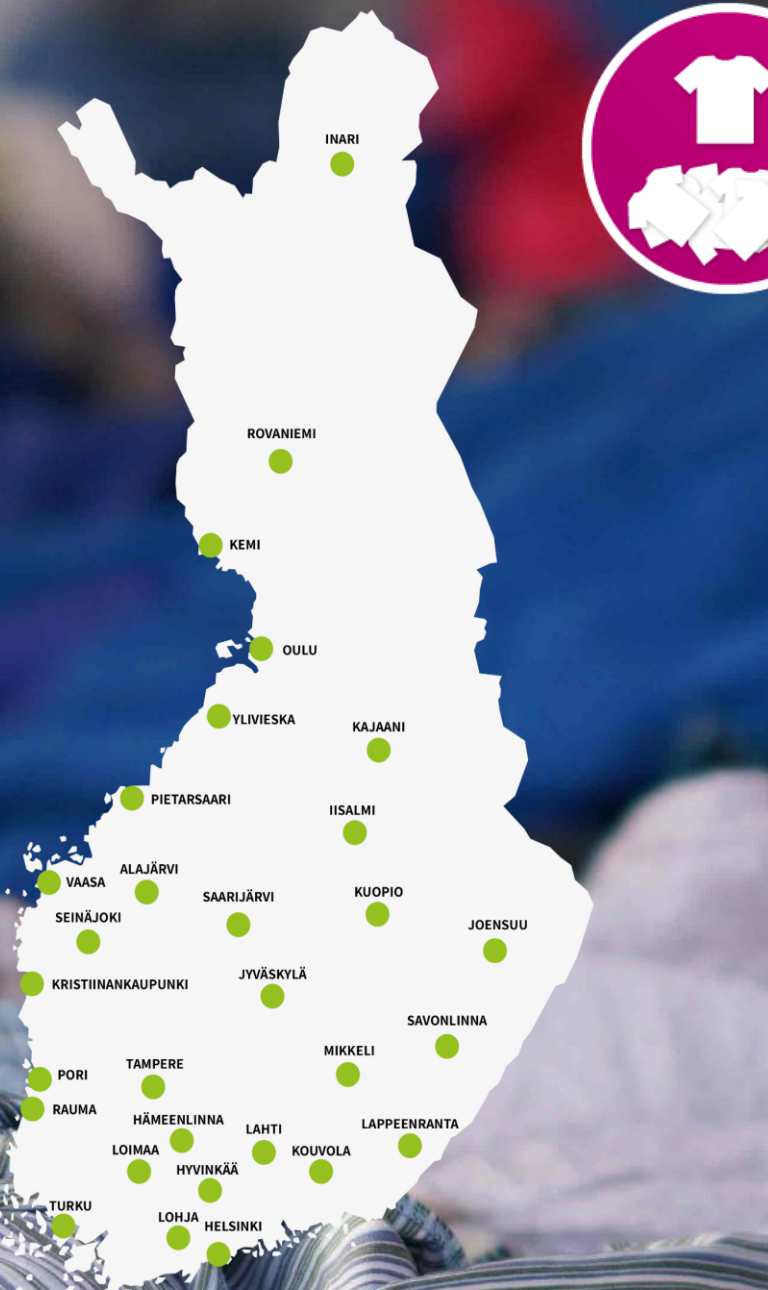 INARI
ROVANIEMI
KEMI
OULU
YLIVIESKA
KAJAANI
PIETARSAARI
IISALMI
ALAJÄRVI
VAASA
SAARIJÄRVI
KUOPIO
SEINÄJOKI
JOENSUU
JYVÄSKYLÄ
KRISTIINANKAUPUNKI
SAVONLINNA
MIKKELI
TAMPERE
PORI
RAUMA
HÄMEENLINNA
LAHTI
LAPPEENRANTA
LOIMAA
KOUVOLA
HYVINKÄÄ
TURKU
LOHJA
HELSINKI